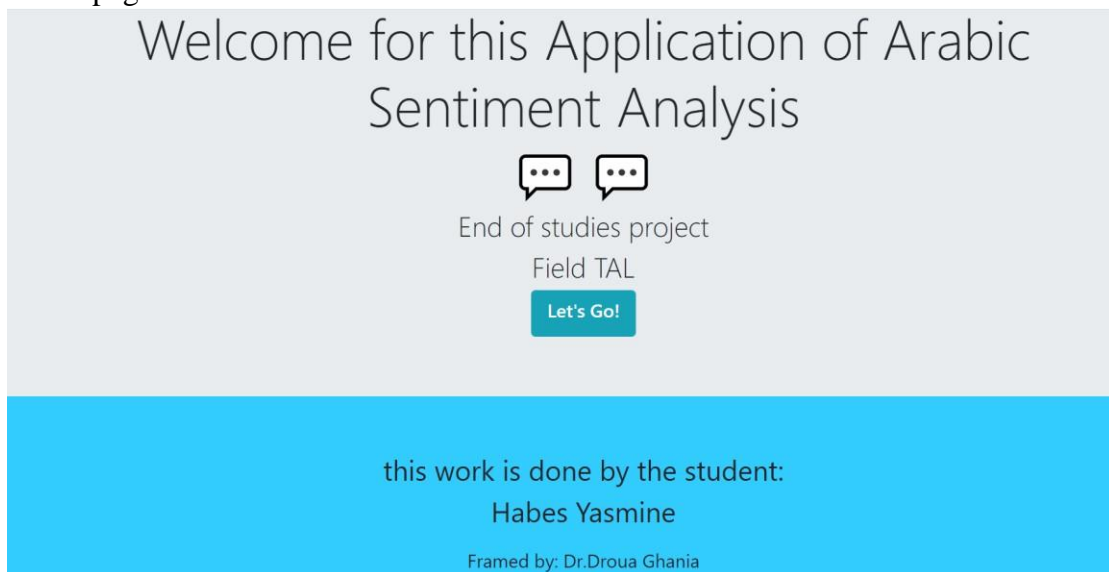 Welcome for this Application of Arabic
Sentiment Analysis
End of studies project
Field TAL
Let's Go!
this work is done by the student:
Habes Yasmine
Framed by: Dr.Droua Ghania